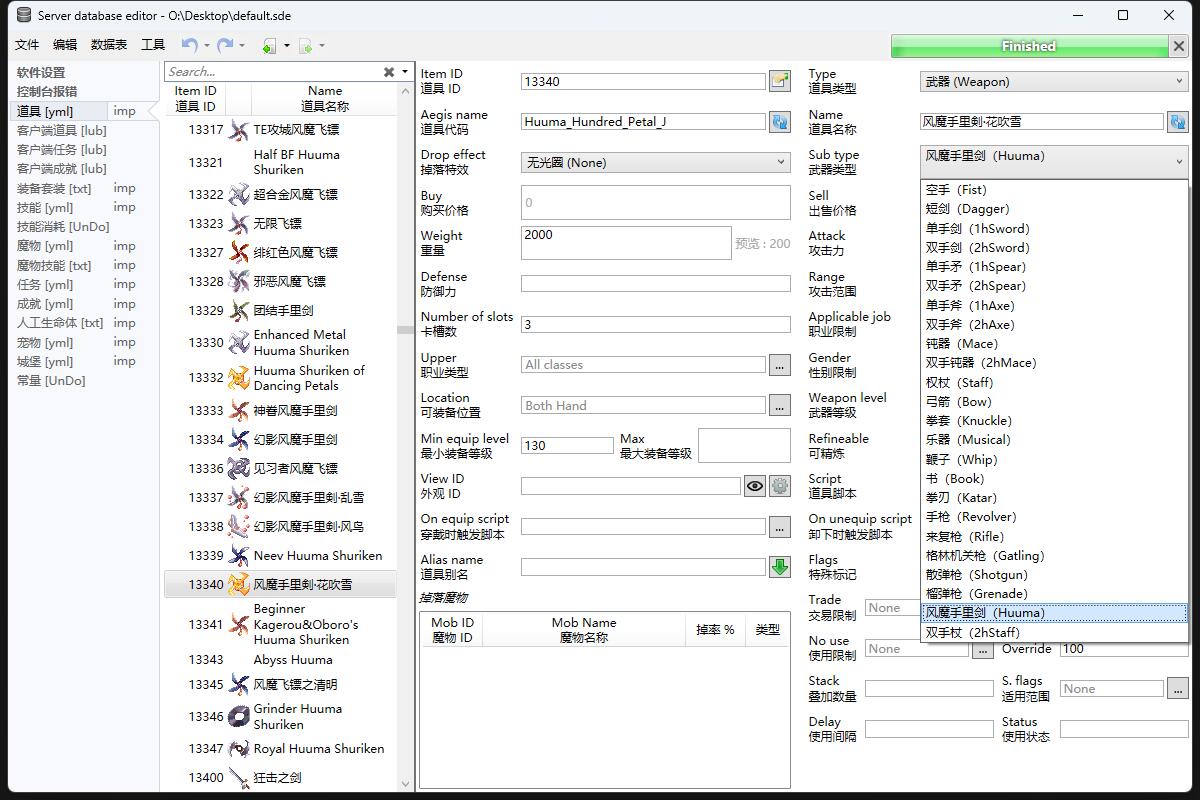 Server database editor - O:\Desktop\default.sde
文件 编辑 数据表 工具
Finished
软件设置
控制台报错
道具 [yml] imp
客户端道具 [lub]
客户端任务 [lub]
客户端成就 [lub]
装备套装 [txt] imp
技能 [yml] imp
技能消耗 [UnDo]
魔物 [yml] imp
魔物技能 [txt] imp
任务 [yml] imp
成就 [yml] imp
人工生命体 [txt] imp
宠物 [yml] imp
城堡 [yml] imp
常量 [UnDo]
Search...
Item ID Name
道具 ID 道具名称
13317 TE攻城风魔飞镖
13321 Half BF Huuma
Shuriken
13322 超合金风魔飞镖
13323 无限飞镖
13327 绯红色风魔飞镖
13328 邪恶风魔飞镖
13329 团结手里剑
13330 Enhanced Metal
Huuma Shuriken
13332 Huuma Shuriken of
Dancing Petals
13333 神眷风魔手里剑
13334 幻影风魔手里剑
13336 见习者风魔飞镖
13337 幻影风魔手里剣·乱雪
13338 幻影风魔手里剣·风鸟
13339 Neev Huuma Shuriken
13340 风魔手里剣·花吹雪
13341 Beginner
Kagerou&Oboro's
Huuma Shuriken
13343 Abyss Huuma
13345 风魔飞镖之清明
13346 Grinder Huuma
Shuriken
13347 Royal Huuma Shuriken
13400 狂击之剑
Item ID
道具 ID
13340
Aegis name
道具代码
Huuma_Hundred_Petal_J
Drop effect
掉落特效
无光圈 (None)
Buy
购买价格
0
Weight
重量
2000
预览 : 200
Defense
防御力
Number of slots
卡槽数
3
Upper
职业类型
All classes
...
Location
可装备位置
Both Hand
...
Min equip level
最小装备等级
130
Max
最大装备等级
View ID
外观 ID
On equip script
穿戴时触发脚本
...
Alias name
道具别名
掉落魔物
Mob ID Mob Name 掉率 % 类型
魔物 ID 魔物名称
Type
道具类型
武器 (Weapon)
Name
道具名称
风魔手里剣·花吹雪
Sub type
武器类型
风魔手里剑（Huuma）
Sell
出售价格
Attack
攻击力
Range
攻击范围
Applicable job
职业限制
Gender
性别限制
Weapon level
武器等级
Refineable
可精炼
Script
道具脚本
On unequip script
卸下时触发脚本
Flags
特殊标记
空手（Fist）
短剑（Dagger）
单手剑（1hSword）
双手剑（2hSword）
单手矛（1hSpear）
双手矛（2hSpear）
单手斧（1hAxe）
双手斧（2hAxe）
钝器（Mace）
双手钝器（2hMace）
权杖（Staff）
弓箭（Bow）
拳套（Knuckle）
乐器（Musical）
鞭子（Whip）
书（Book）
拳刃（Katar）
手枪（Revolver）
来复枪（Rifle）
格林机关枪（Gatling）
散弹枪（Shotgun）
榴弹枪（Grenade）
风魔手里剑（Huuma）
双手杖（2hStaff）
Trade
交易限制
None
No use
使用限制
None
...
Override
100
Stack
叠加数量
S. flags
适用范围
None
...
Delay
使用间隔
Status
使用状态